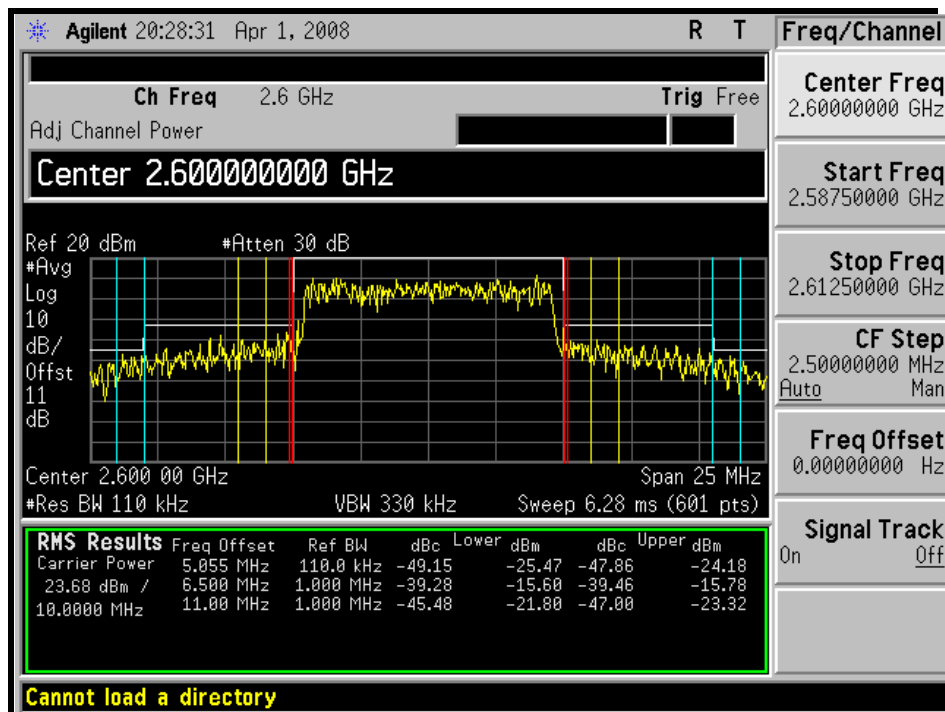 Agilent 20:28:31 Apr 1, 2008 R T
Freq/Channel
Ch Freq 2.6 GHz Trig Free
Adj Channel Power
Center 2.600000000 GHz
Ref 20 dBm #Atten 30 dB
#Avg
Log
10
dB/
Offst
11
dB
Center 2.600 00 GHz Span 25 MHz
#Res BW 110 kHz VBW 330 kHz Sweep 6.28 ms (601 pts)
RMS Results Freq Offset Ref BW dBc Lower dBm dBc Upper dBm
Carrier Power 5.055 MHz 110.0 kHz -49.15 -25.47 -47.86 -24.18
23.68 dBm / 6.500 MHz 1.000 MHz -39.28 -15.60 -39.46 -15.78
10.0000 MHz 11.00 MHz 1.000 MHz -45.48 -21.80 -47.00 -23.32
Cannot load a directory
Center Freq
2.60000000 GHz
Start Freq
2.58750000 GHz
Stop Freq
2.61250000 GHz
CF Step
2.50000000 MHz
Auto Man
Freq Offset
0.00000000 Hz
Signal Track
On Off